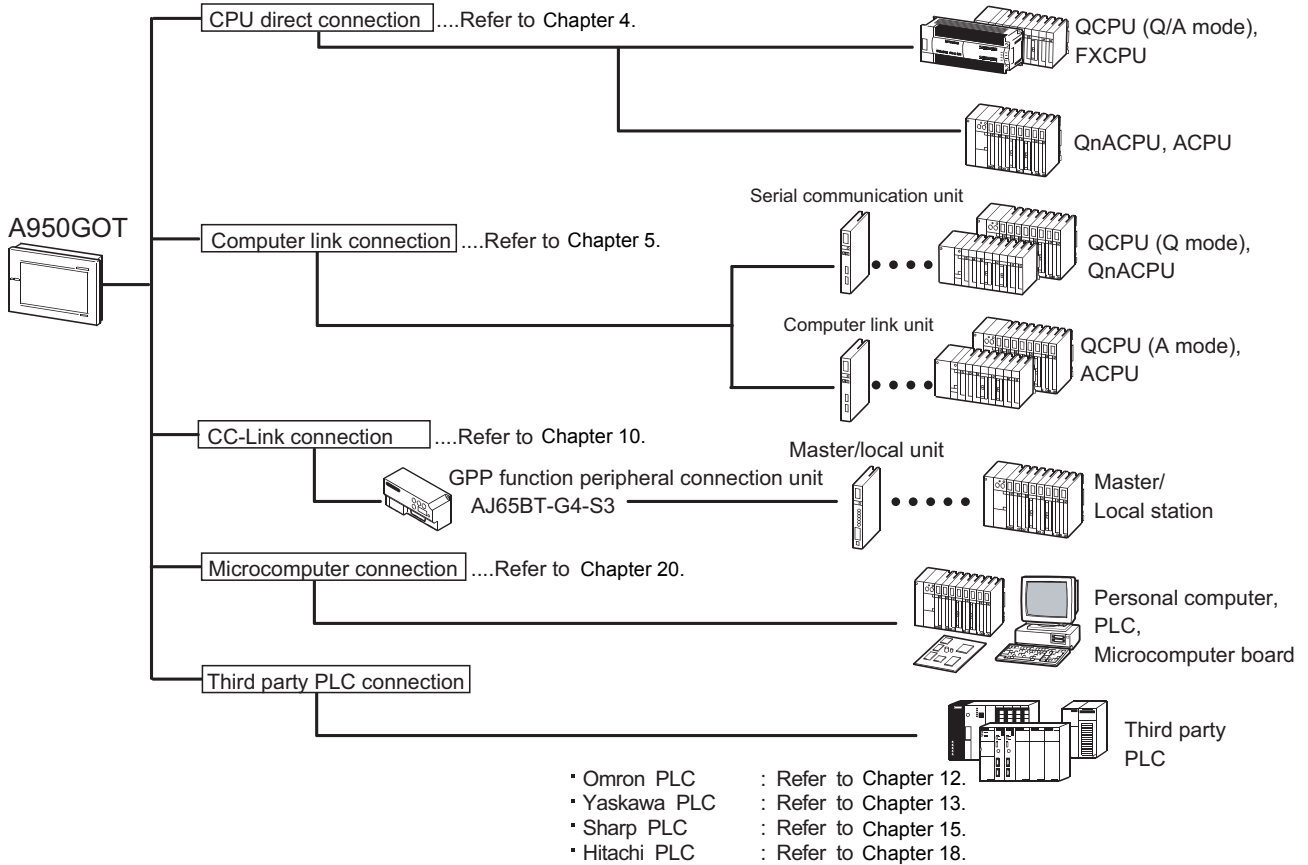 CPU direct connection ....Refer to Chapter 4.
QCPU (Q/A mode),
FXCPU
QnACPU, ACPU
A950GOT
Computer link connection ....Refer to Chapter 5.
Serial communication unit
QCPU (Q mode),
QnACPU
Computer link unit
QCPU (A mode),
ACPU
CC-Link connection ....Refer to Chapter 10.
GPP function peripheral connection unit
AJ65BT-G4-S3
Master/local unit
Master/
Local station
Microcomputer connection ....Refer to Chapter 20.
Personal computer,
PLC,
Microcomputer board
Third party PLC connection
Third party
PLC
· Omron PLC : Refer to Chapter 12.
· Yaskawa PLC : Refer to Chapter 13.
· Sharp PLC : Refer to Chapter 15.
· Hitachi PLC : Refer to Chapter 18.